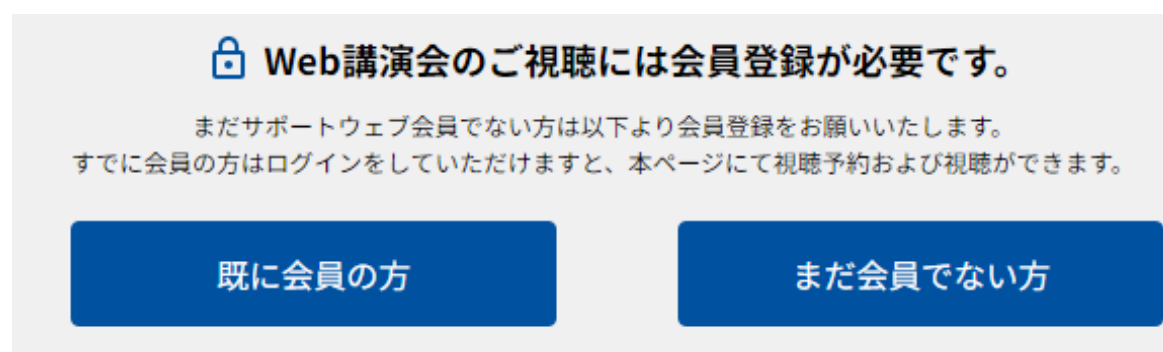 Web講演会のご視聴には会員登録が必要です。
まだサポートウェブ会員でない方は以下より会員登録をお願いいたします。
すでに会員の方はログインをしていただけますと、本ページにて視聴予約および視聴ができます。
既に会員の方
まだ会員でない方